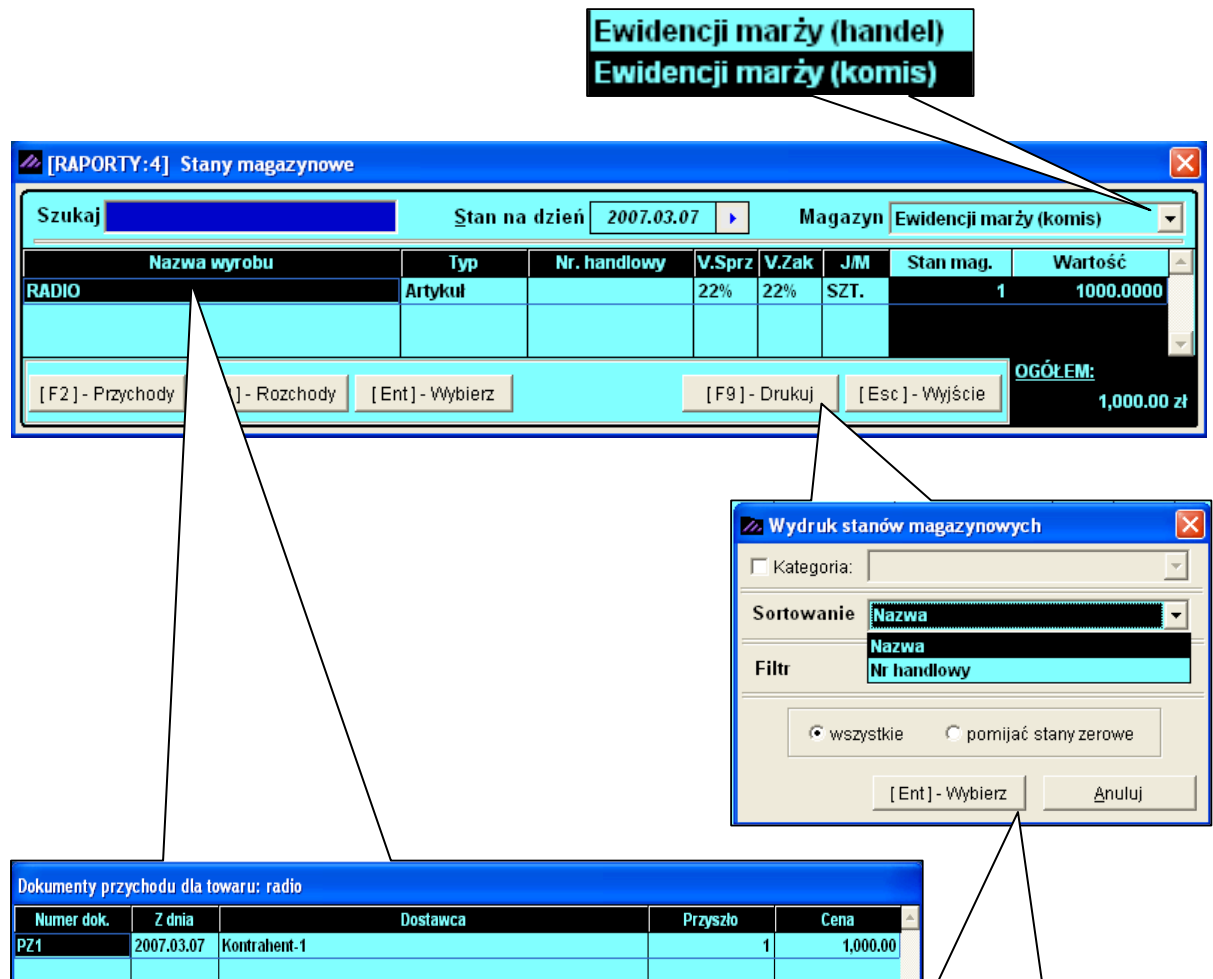 Ewidencji marży (handel)
Ewidencji marży (komis)
[RAPORTY:4] Stany magazynowe
Szukaj Stan na dzień 2007.03.07 Magazyn Ewidencji marży (komis)
Nazwa wyrobu Typ Nr. handlowy V.Sprz V.Zak J/M Stan mag. Wartość
RADIO Artykuł 22% 22% SZT. 1 1000.0000
[F2] - Przychody ] - Rozchody [Ent] - Wybierz [F9] - Drukuj [Esc] - Wyjście OGÓŁEM:
1,000.00 zł
Wydruk stanów magazynowych
Kategoria:
Sortowanie Nazwa
Nazwa
Filtr Nr handlowy
wszystkie pomijać stany zerowe
[Ent] - Wybierz Anuluj
Dokumenty przychodu dla towaru: radio
Numer dok. Z dnia Dostawca Przyszło Cena
PZ1 2007.03.07 Kontrahent-1 1 1,000.00